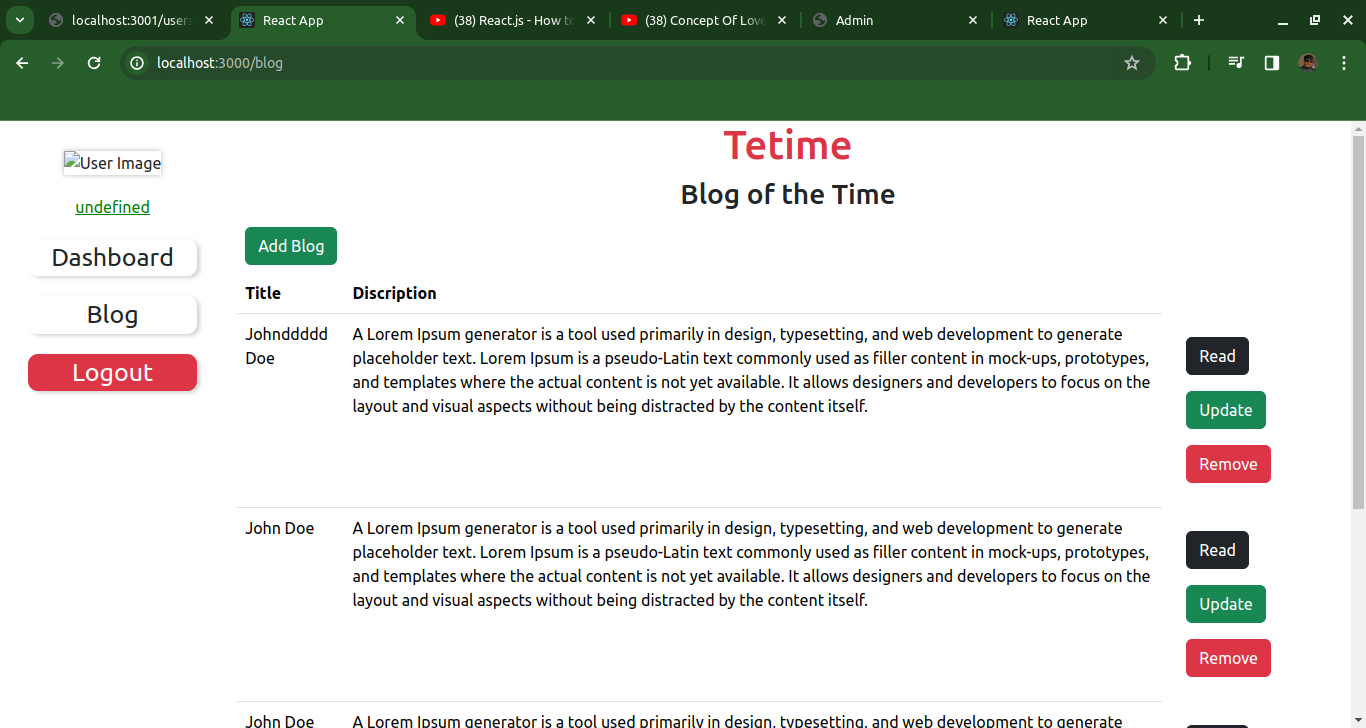 localhost:3001/users
React App
(38) React.js - How to
(38) Concept Of Love
Admin
React App
localhost:3000/blog
User Image
undefined
Dashboard
Blog
Logout
Tetime
Blog of the Time
Add Blog
Title Discription
Johnddddd
Doe
A Lorem Ipsum generator is a tool used primarily in design, typesetting, and web development to generate
placeholder text. Lorem Ipsum is a pseudo-Latin text commonly used as filler content in mock-ups, prototypes,
and templates where the actual content is not yet available. It allows designers and developers to focus on the
layout and visual aspects without being distracted by the content itself.
Read
Update
Remove
John Doe
A Lorem Ipsum generator is a tool used primarily in design, typesetting, and web development to generate
placeholder text. Lorem Ipsum is a pseudo-Latin text commonly used as filler content in mock-ups, prototypes,
and templates where the actual content is not yet available. It allows designers and developers to focus on the
layout and visual aspects without being distracted by the content itself.
Read
Update
Remove
John Doe
A Lorem Ipsum generator is a tool used primarily in design, typesetting, and web development to generate